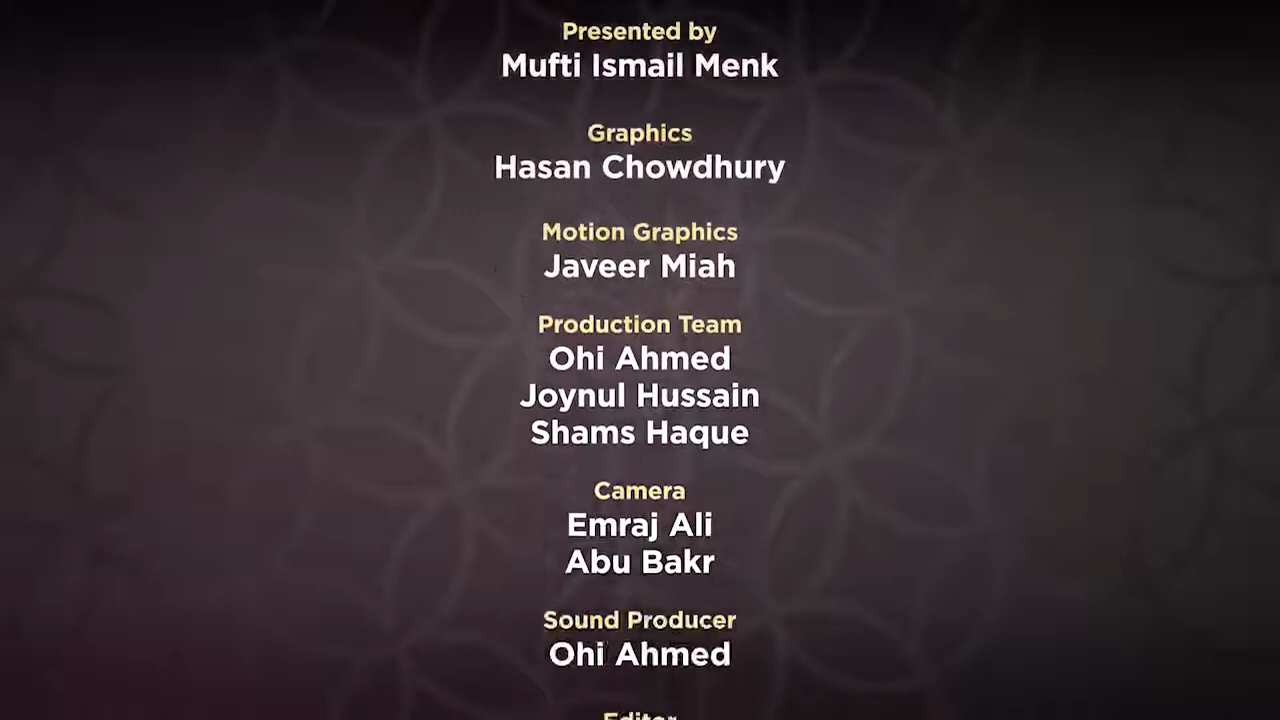 Presented by
Mufti Ismail Menk
Graphics
Hasan Chowdhury
Motion Graphics
Javeer Miah
Production Team
Ohi Ahmed
Joynul Hussain
Shams Haque
Camera
Emraj Ali
Abu Bakr
Sound Producer
Ohi Ahmed
Editor